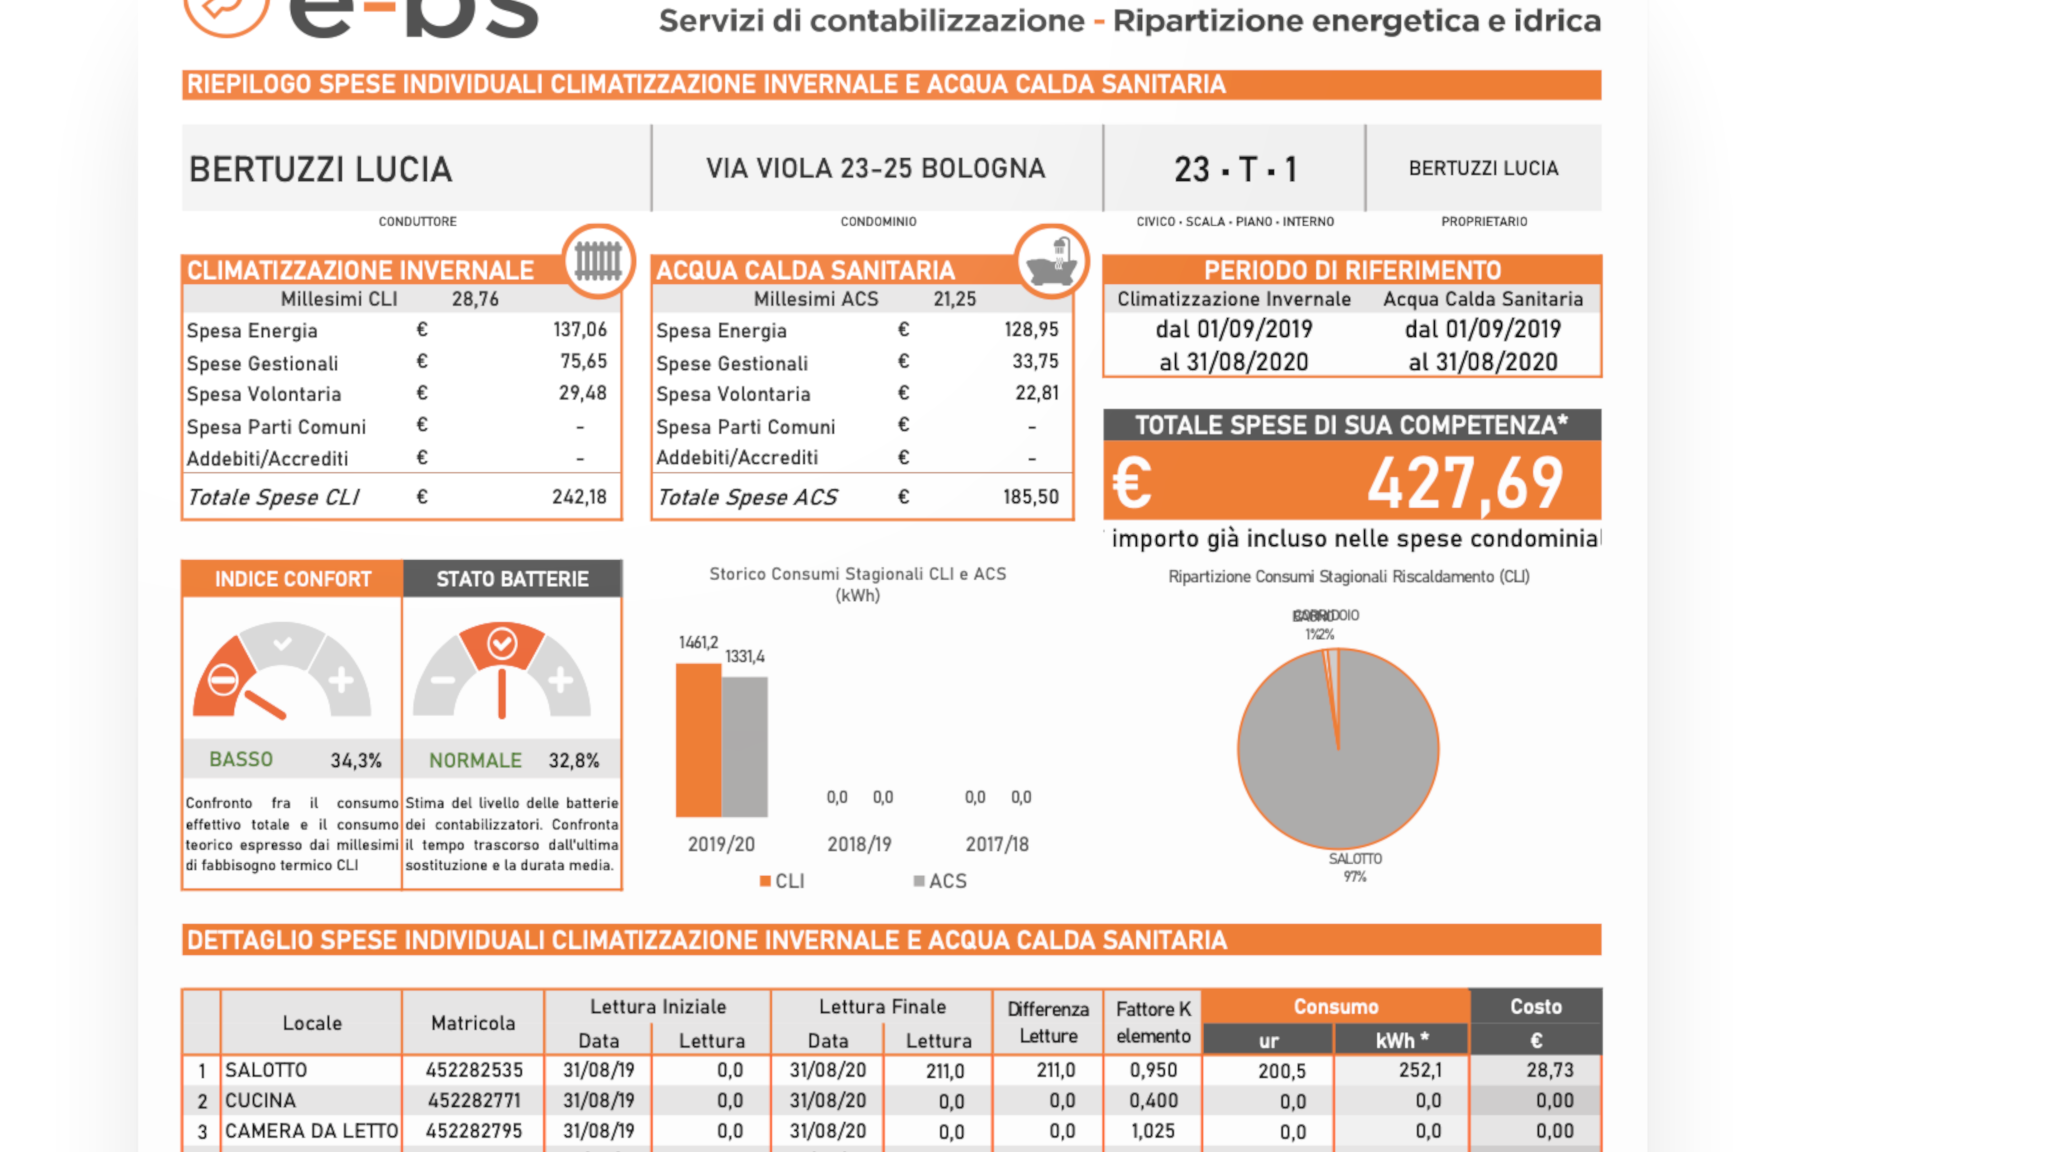 e-bs
Servizi di contabilizzazione - Ripartizione energetica e idrica
RIEPILOGO SPESE INDIVIDUALI CLIMATIZZAZIONE INVERNALE E ACQUA CALDA SANITARIA
BERTUZZI LUCIA VIA VIOLA 23-25 BOLOGNA 23 · T · 1 BERTUZZI LUCIA
CONDUTTORE CONDOMINIO CIVICO · SCALA · PIANO · INTERNO PROPRIETARIO
CLIMATIZZAZIONE INVERNALE
Millesimi CLI 28,76
Spesa Energia € 137,06
Spese Gestionali € 75,65
Spesa Volontaria € 29,48
Spesa Parti Comuni € -
Addebiti/Accrediti € -
Totale Spese CLI € 242,18
ACQUA CALDA SANITARIA
Millesimi ACS 21,25
Spesa Energia € 128,95
Spese Gestionali € 33,75
Spesa Volontaria € 22,81
Spesa Parti Comuni € -
Addebiti/Accrediti € -
Totale Spese ACS € 185,50
PERIODO DI RIFERIMENTO
Climatizzazione Invernale Acqua Calda Sanitaria
dal 01/09/2019 dal 01/09/2019
al 31/08/2020 al 31/08/2020
TOTALE SPESE DI SUA COMPETENZA*
€ 427,69
importo già incluso nelle spese condominial
INDICE CONFORT
BASSO 34,3%
Confronto fra il consumo
effettivo totale e il consumo
teorico espresso dai millesimi
di fabbisogno termico CLI
STATO BATTERIE
NORMALE 32,8%
Stima del livello delle batterie
dei contabilizzatori. Confronta
il tempo trascorso dall'ultima
sostituzione e la durata media.
Storico Consumi Stagionali CLI e ACS
(kWh)
1461,2
1331,4
0,0 0,0 0,0 0,0
2019/20 2018/19 2017/18
CLI ACS
Ripartizione Consumi Stagionali Riscaldamento (CLI)
CORRIDOIO
1% 2%
SALOTTO
97%
DETTAGLIO SPESE INDIVIDUALI CLIMATIZZAZIONE INVERNALE E ACQUA CALDA SANITARIA
Locale Matricola Lettura Iniziale Lettura Finale Differenza Letture Fattore K elemento Consumo Costo
Data Lettura Data Lettura ur kWh * €
1 SALOTTO 452282535 31/08/19 0,0 31/08/20 211,0 211,0 0,950 200,5 252,1 28,73
2 CUCINA 452282771 31/08/19 0,0 31/08/20 0,0 0,0 0,400 0,0 0,0 0,00
3 CAMERA DA LETTO 452282795 31/08/19 0,0 31/08/20 0,0 0,0 1,025 0,0 0,0 0,00